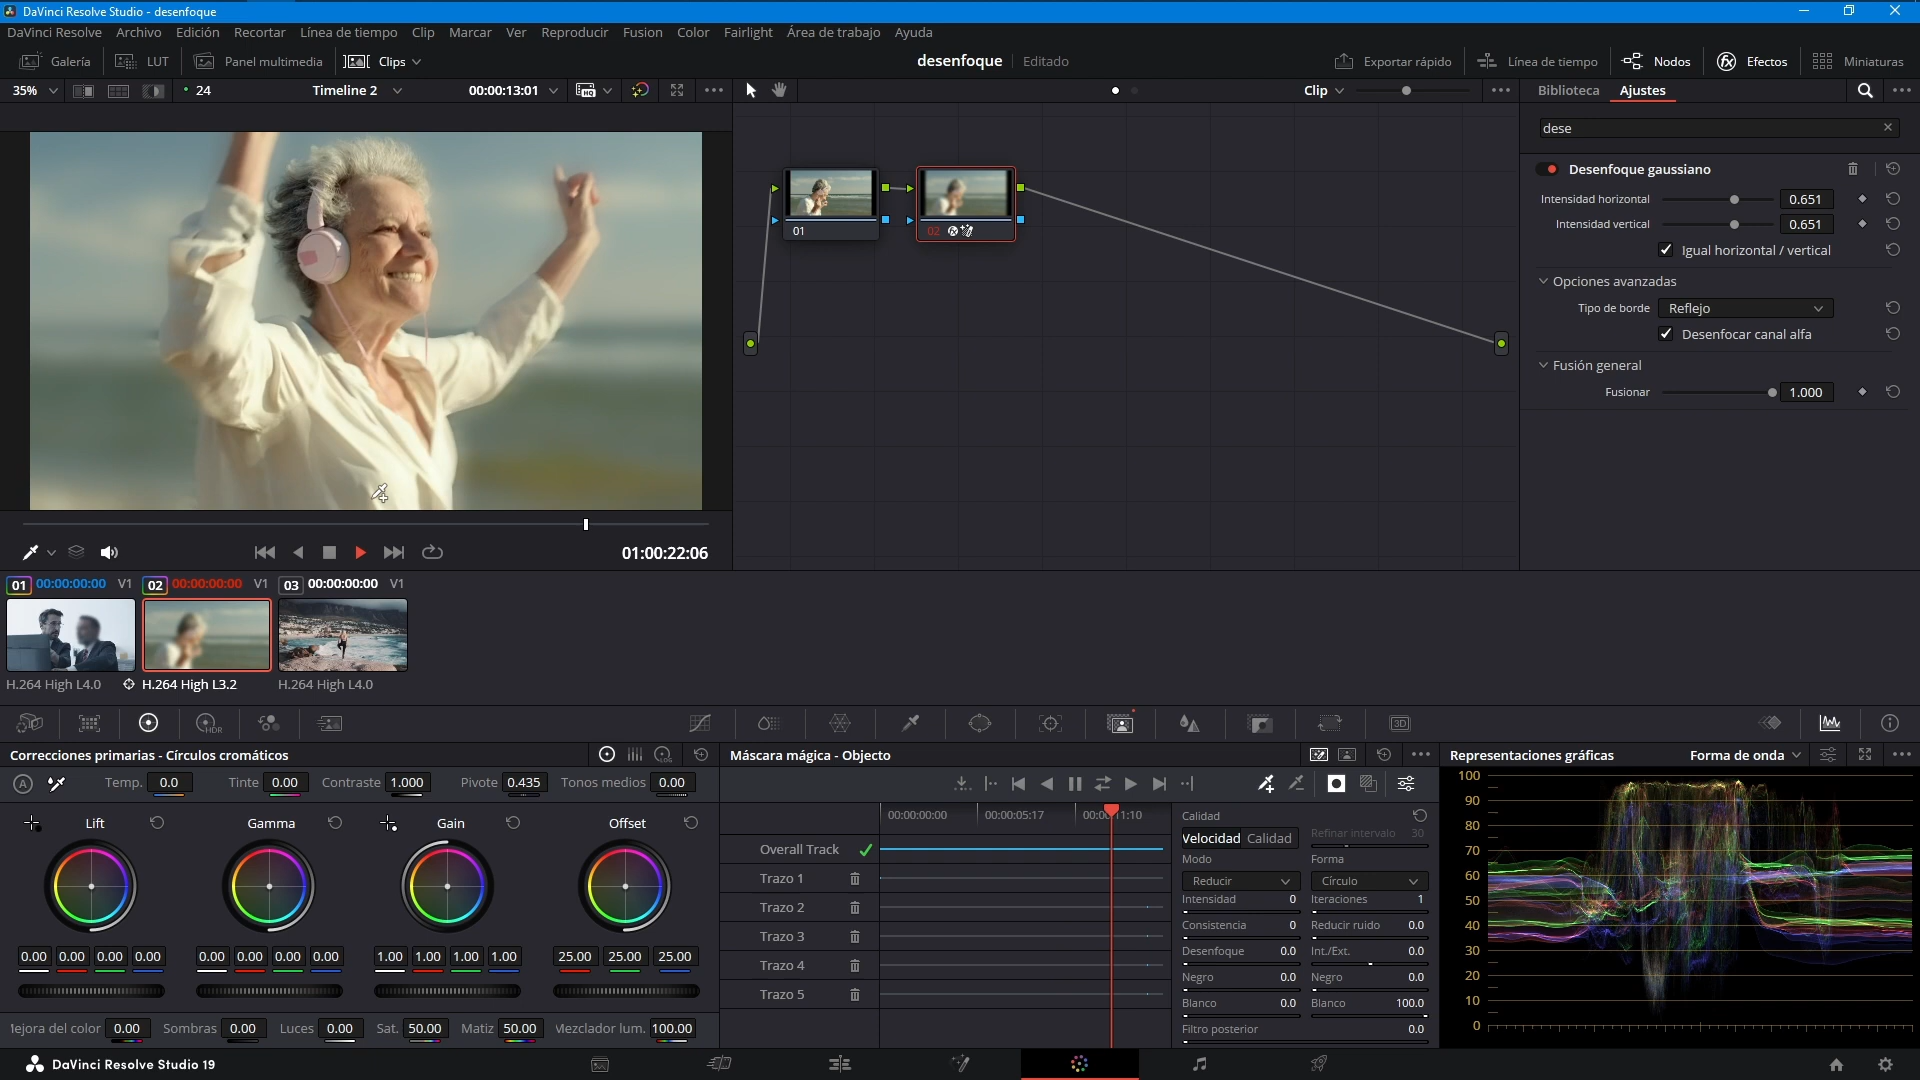 DaVinci Resolve Studio - desenfoque
DaVinci Resolve Archivo Edición Recortar Línea de tiempo Clip Marcar Ver Reproducir Fusion Color Fairlight Área de trabajo Ayuda
Galería LUT Panel multimedia Clips desenfoque Editado Exportar rápido Línea de tiempo Nodos Efectos Miniaturas
35% 24 Timeline 2 00:00:13:01 HQ Clip Biblioteca Ajustes
dese
Desenfoque gaussiano
Intensidad horizontal 0.651
Intensidad vertical 0.651
Igual horizontal / vertical
Opciones avanzadas
Tipo de borde Reflejo
Desenfocar canal alfa
Fusión general
Fusionar 1.000
01 02
01:00:22:06
01 00:00:00:00 V1 02 00:00:00:00 V1 03 00:00:00:00 V1
H.264 High L4.0 H.264 High L3.2 H.264 High L4.0
HDR 3D
Correcciones primarias - Círculos cromáticos LOG
A Temp. 0.0 Tinte 0.00 Contraste 1.000 Pivote 0.435 Tonos medios 0.00
Lift Gamma Gain Offset
0.00 0.00 0.00 0.00 0.00 0.00 0.00 0.00 1.00 1.00 1.00 1.00 25.00 25.00 25.00
lejora del color 0.00 Sombras 0.00 Luces 0.00 Sat. 50.00 Matiz 50.00 Mezclador lum. 100.00
Máscara mágica - Objecto
00:00:00:00 00:00:05:17 00:00:11:10
Overall Track
Trazo 1
Trazo 2
Trazo 3
Trazo 4
Trazo 5
Calidad
Velocidad Calidad Refinar intervalo 30
Modo Forma
Reducir Círculo
Intensidad 0 Iteraciones 1
Consistencia 0 Reducir ruido 0.0
Desenfoque 0.0 Int./Ext. 0.0
Negro 0.0 Negro 0.0
Blanco 0.0 Blanco 100.0
Filtro posterior 0.0
Representaciones gráficas Forma de onda
100
90
80
70
60
50
40
30
20
10
0
DaVinci Resolve Studio 19